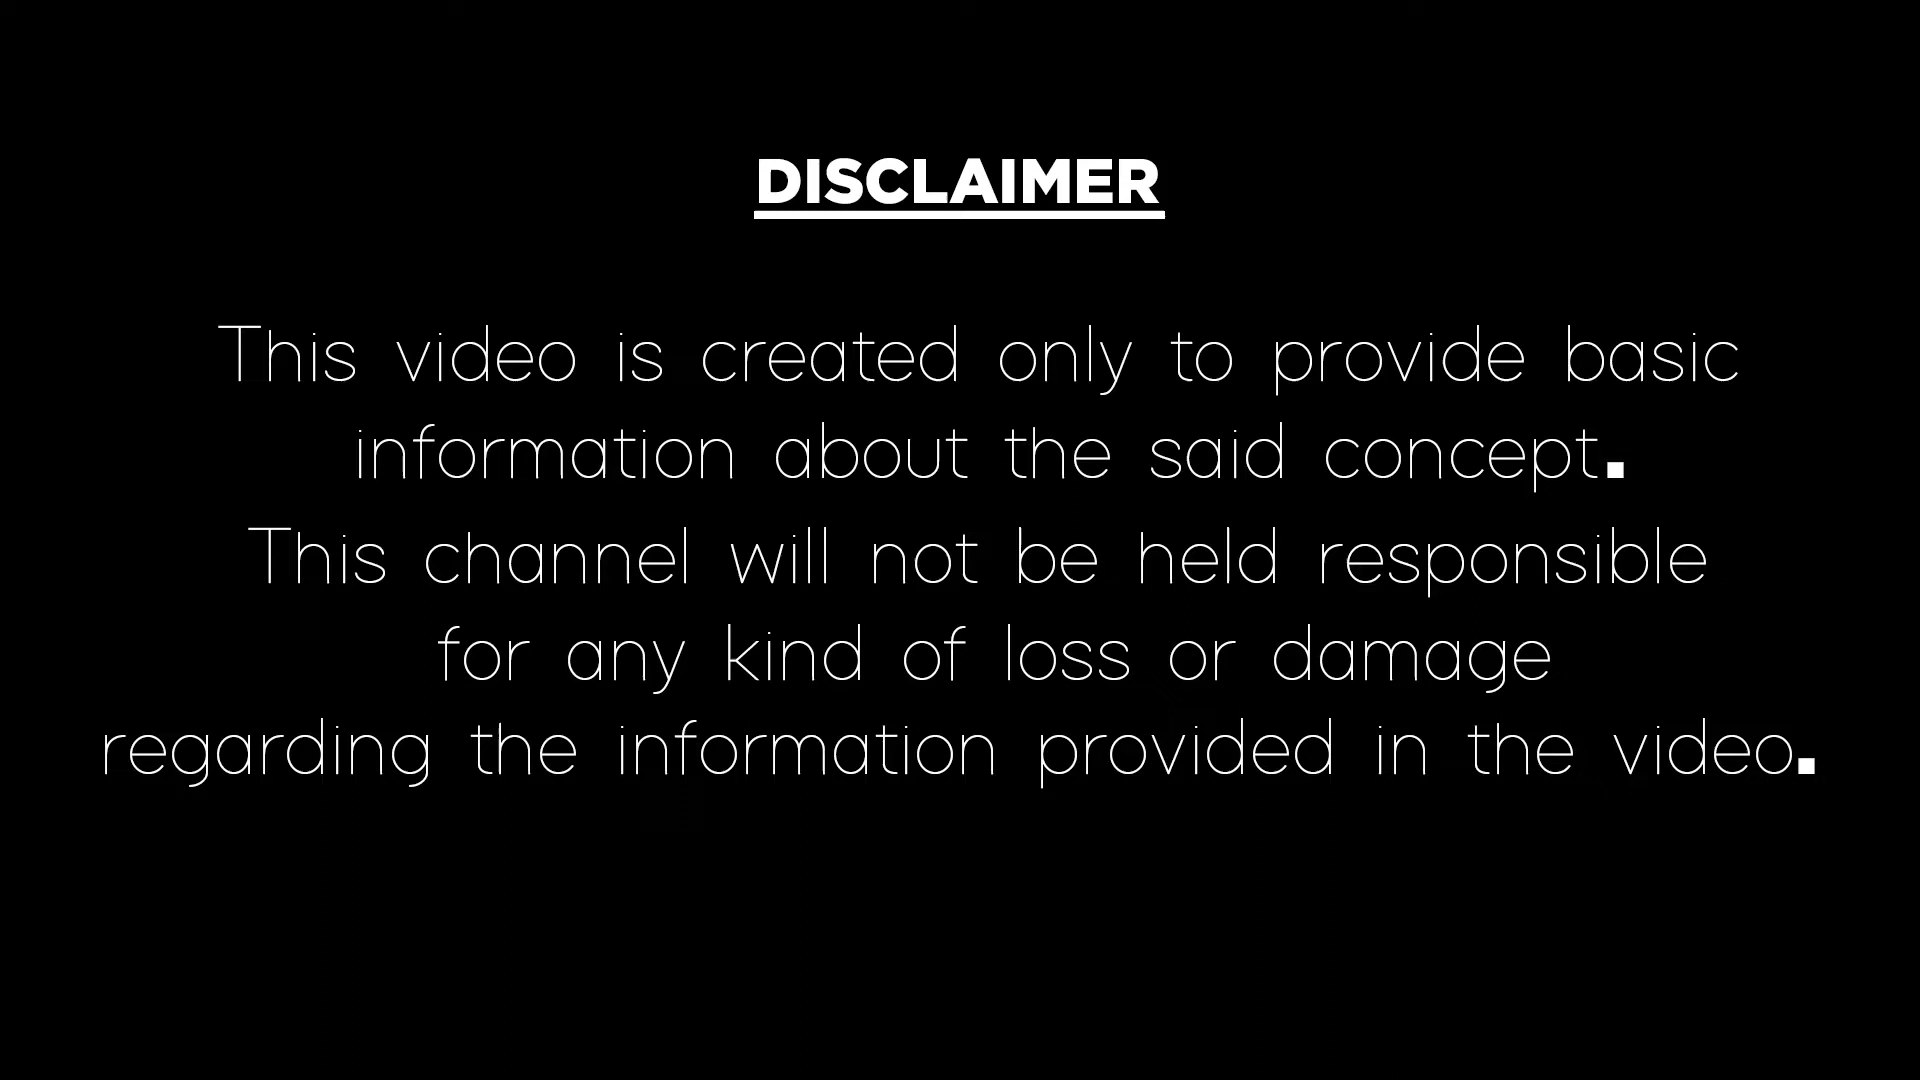 DISCLAIMER
This video is created only to provide basic
information about the said concept.
This channel will not be held responsible
for any kind of loss or damage
regarding the information provided in the video.